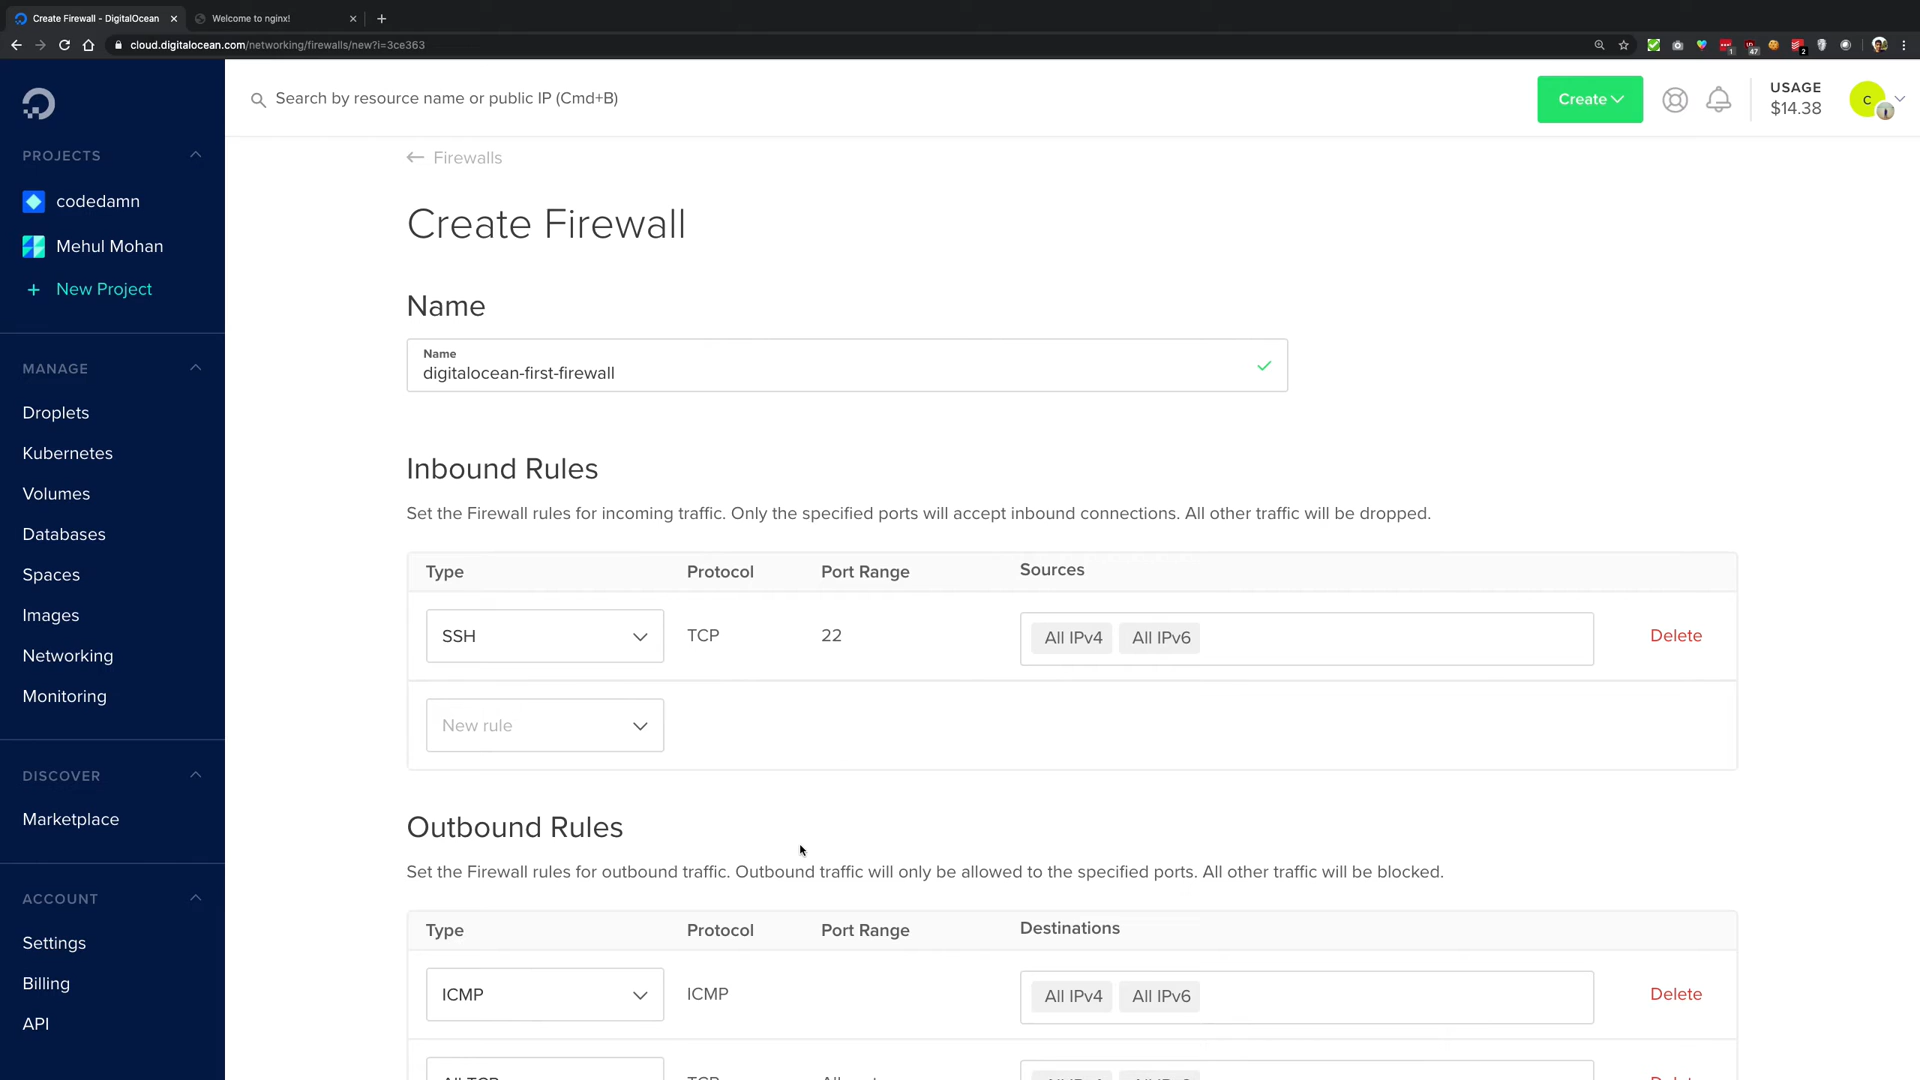 Create Firewall - DigitalOcean
Welcome to nginx!
cloud.digitalocean.com/networking/firewalls/new?i=3ce363
1
47
2
Search by resource name or public IP (Cmd+B)
Create
USAGE
$14.38
C
PROJECTS
codedamn
Mehul Mohan
+ New Project
MANAGE
Droplets
Kubernetes
Volumes
Databases
Spaces
Images
Networking
Monitoring
DISCOVER
Marketplace
ACCOUNT
Settings
Billing
API
← Firewalls
Create Firewall
Name
Name
digitalocean-first-firewall
Inbound Rules
Set the Firewall rules for incoming traffic. Only the specified ports will accept inbound connections. All other traffic will be dropped.
Type Protocol Port Range Sources
SSH TCP 22 All IPv4 All IPv6 Delete
New rule
Outbound Rules
Set the Firewall rules for outbound traffic. Outbound traffic will only be allowed to the specified ports. All other traffic will be blocked.
Type Protocol Port Range Destinations
ICMP ICMP All IPv4 All IPv6 Delete
All TCP TCP